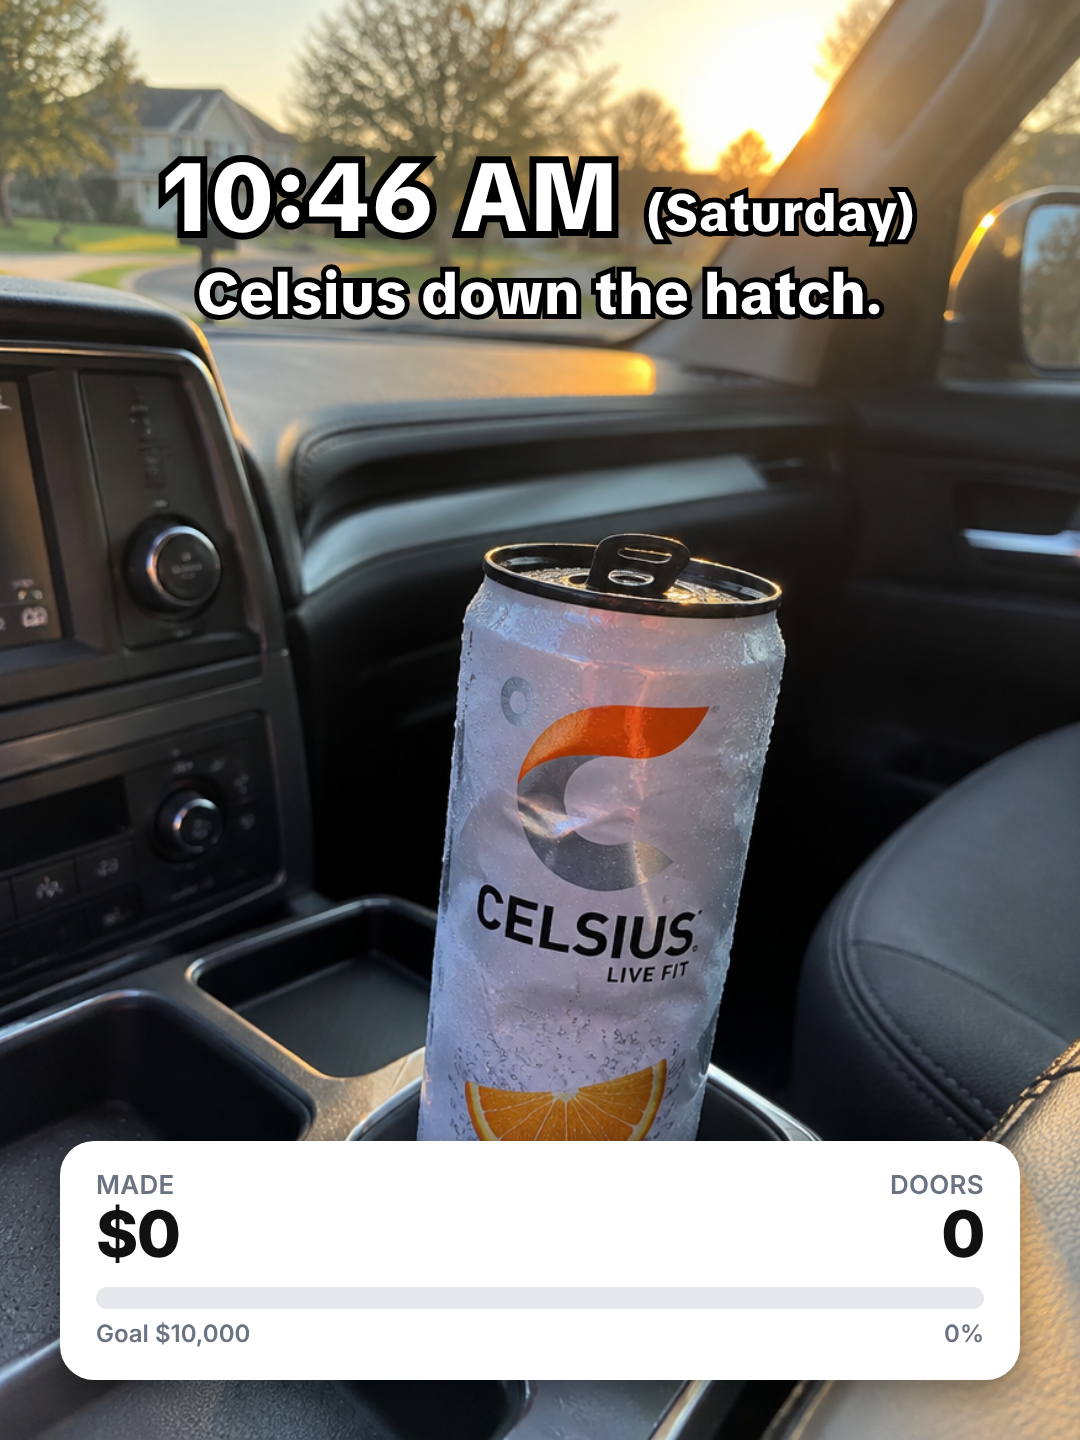 10:46 AM (Saturday)
Celsius down the hatch.
CELSIUS
LIVE FIT
MADE
$0
DOORS
0
Goal $10,000
0%